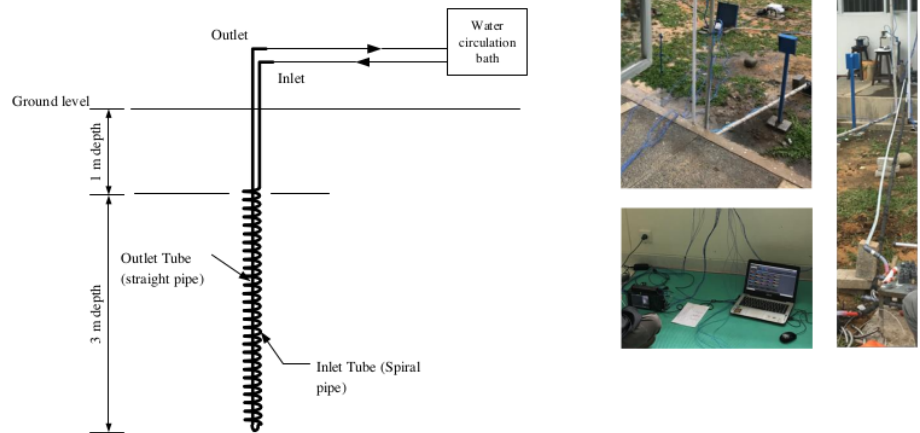 Outlet
Water
circulation
bath
Inlet
Ground level
1 m depth
Outlet Tube
(straight pipe)
3 m depth
Inlet Tube (Spiral
pipe)